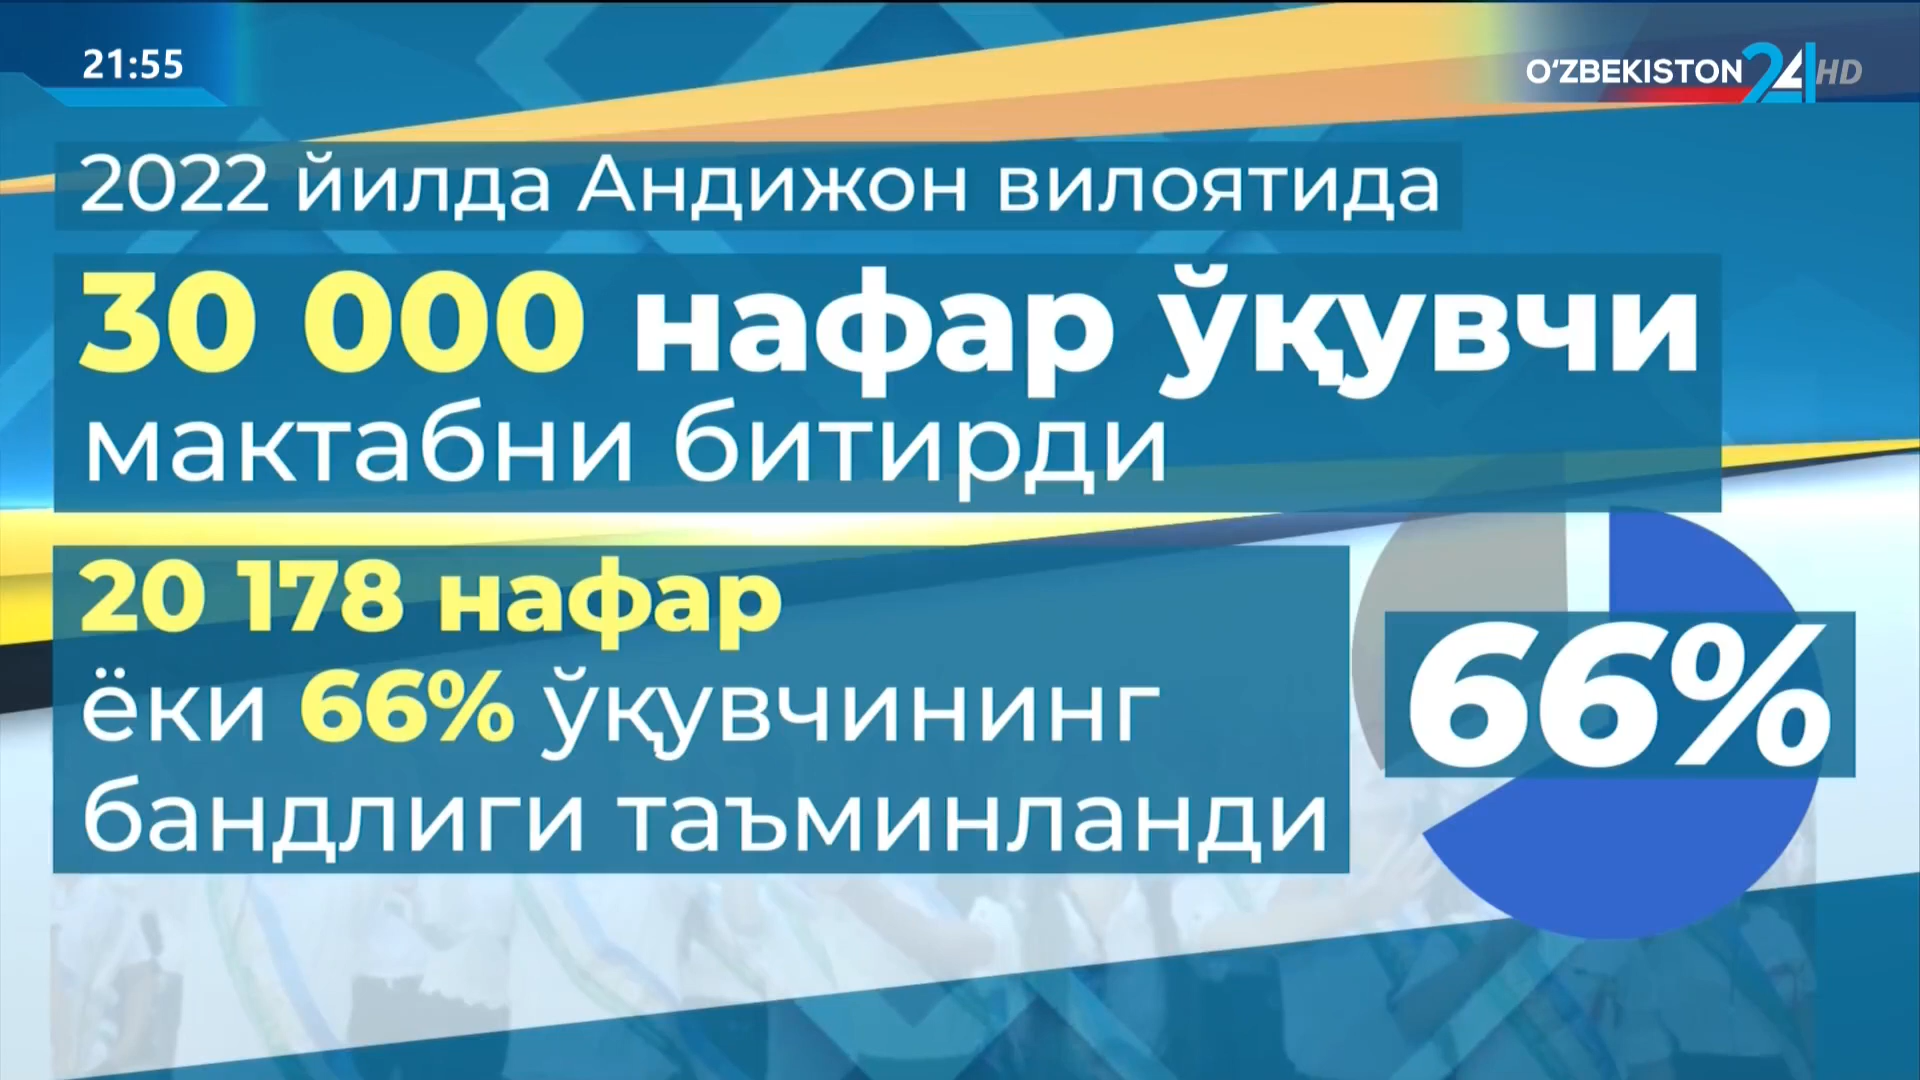 21:55
O‘ZBEKISTON 24 HD
2022 йилда Андижон вилоятида
30 000 нафар ўқувчи
мактабни битирди
20 178 нафар
ёки 66% ўқувчининг
бандлиги таъминланди
66%